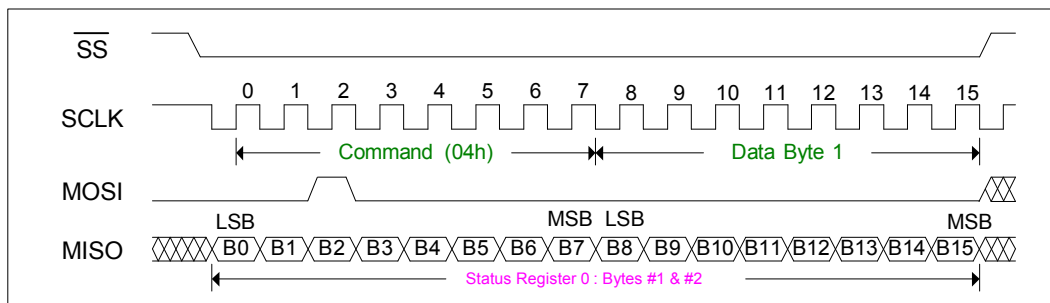 SS
0 1 2 3 4 5 6 7 8 9 10 11 12 13 14 15
SCLK
Command (04h) Data Byte 1
MOSI
LSB MSB LSB MSB
MISO B0 B1 B2 B3 B4 B5 B6 B7 B8 B9 B10 B11 B12 B13 B14 B15
Status Register 0 : Bytes #1 & #2